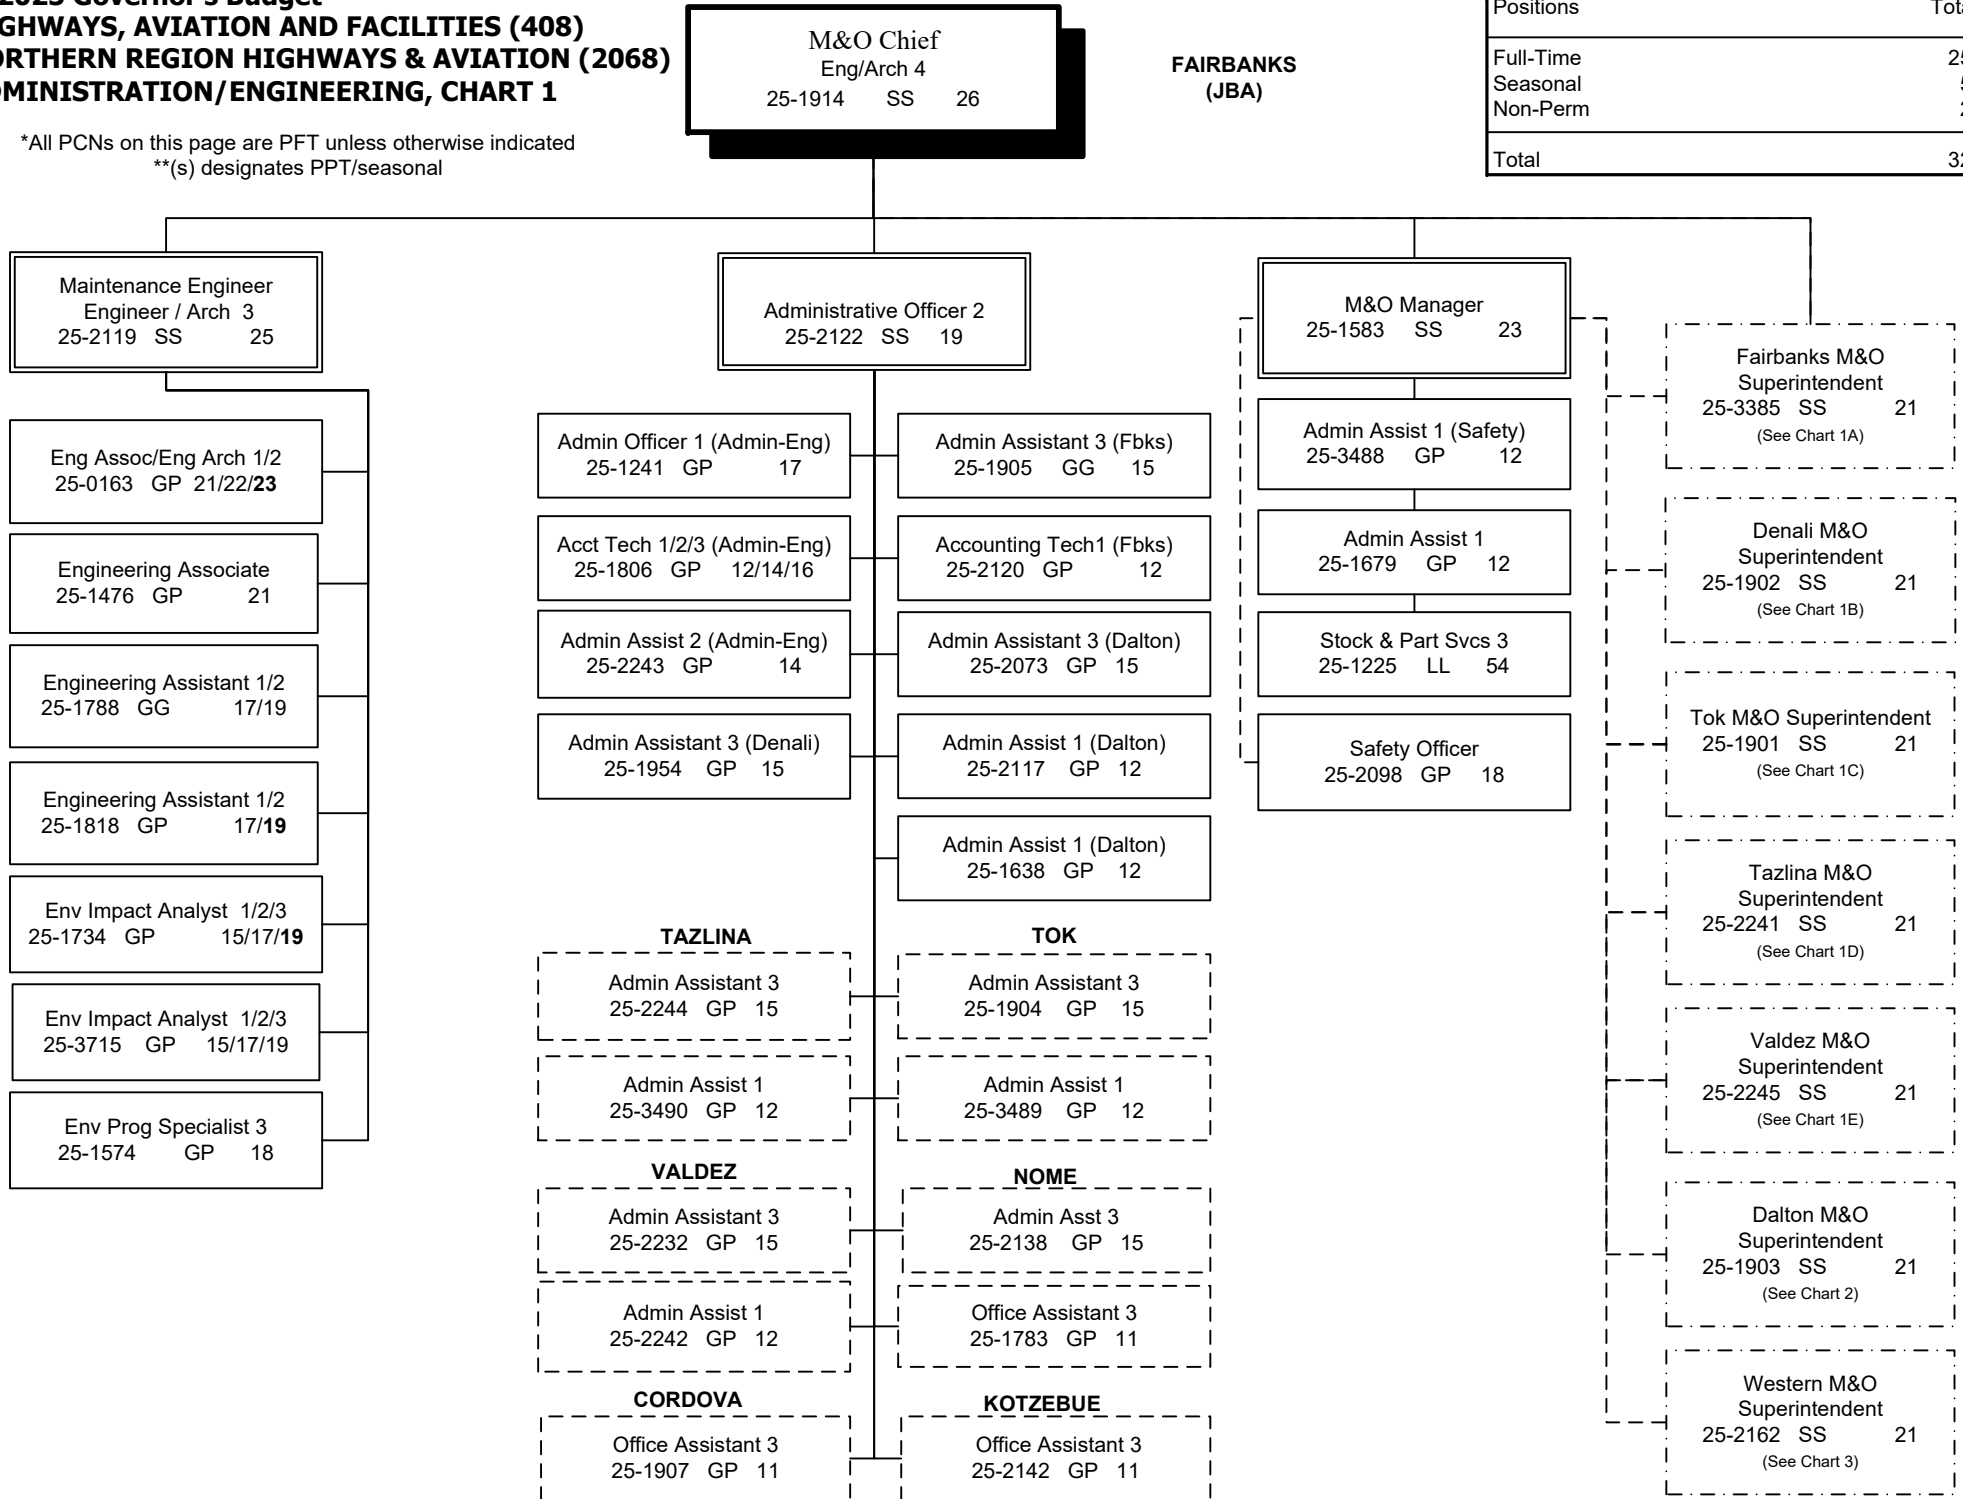 2025 Governor's Budget
HIGHWAYS, AVIATION AND FACILITIES (408)
NORTHERN REGION HIGHWAYS & AVIATION (2068)
ADMINISTRATION/ENGINEERING, CHART 1
*All PCNs on this page are PFT unless otherwise indicated
**(s) designates PPT/seasonal
M&O Chief
Eng/Arch 4
25-1914 SS 26
FAIRBANKS
(JBA)
Positions
Full-Time
Seasonal
Non-Perm
Total
Maintenance Engineer
Engineer / Arch 3
25-2119 SS 25
Eng Assoc/Eng Arch 1/2
25-0163 GP 21/22/23
Engineering Associate
25-1476 GP 21
Engineering Assistant 1/2
25-1788 GG 17/19
Engineering Assistant 1/2
25-1818 GP 17/19
Env Impact Analyst 1/2/3
25-1734 GP 15/17/19
Env Impact Analyst 1/2/3
25-3715 GP 15/17/19
Env Prog Specialist 3
25-1574 GP 18
Administrative Officer 2
25-2122 SS 19
Admin Officer 1 (Admin-Eng)
25-1241 GP 17
Acct Tech 1/2/3 (Admin-Eng)
25-1806 GP 12/14/16
Admin Assist 2 (Admin-Eng)
25-2243 GP 14
Admin Assistant 3 (Denali)
25-1954 GP 15
Admin Assistant 3 (Fbks)
25-1905 GG 15
Accounting Tech1 (Fbks)
25-2120 GP 12
Admin Assistant 3 (Dalton)
25-2073 GP 15
Admin Assist 1 (Dalton)
25-2117 GP 12
Admin Assist 1 (Dalton)
25-1638 GP 12
TAZLINA
Admin Assistant 3
25-2244 GP 15
Admin Assist 1
25-3490 GP 12
TOK
Admin Assistant 3
25-1904 GP 15
Admin Assist 1
25-3489 GP 12
VALDEZ
Admin Assistant 3
25-2232 GP 15
Admin Assist 1
25-2242 GP 12
NOME
Admin Asst 3
25-2138 GP 15
Office Assistant 3
25-1783 GP 11
CORDOVA
Office Assistant 3
25-1907 GP 11
KOTZEBUE
Office Assistant 3
25-2142 GP 11
M&O Manager
25-1583 SS 23
Admin Assist 1 (Safety)
25-3488 GP 12
Admin Assist 1
25-1679 GP 12
Stock & Part Svcs 3
25-1225 LL 54
Safety Officer
25-2098 GP 18
Fairbanks M&O
Superintendent
25-3385 SS 21
(See Chart 1A)
Denali M&O
Superintendent
25-1902 SS 21
(See Chart 1B)
Tok M&O Superintendent
25-1901 SS 21
(See Chart 1C)
Tazlina M&O
Superintendent
25-2241 SS 21
(See Chart 1D)
Valdez M&O
Superintendent
25-2245 SS 21
(See Chart 1E)
Dalton M&O
Superintendent
25-1903 SS 21
(See Chart 2)
Western M&O
Superintendent
25-2162 SS 21
(See Chart 3)